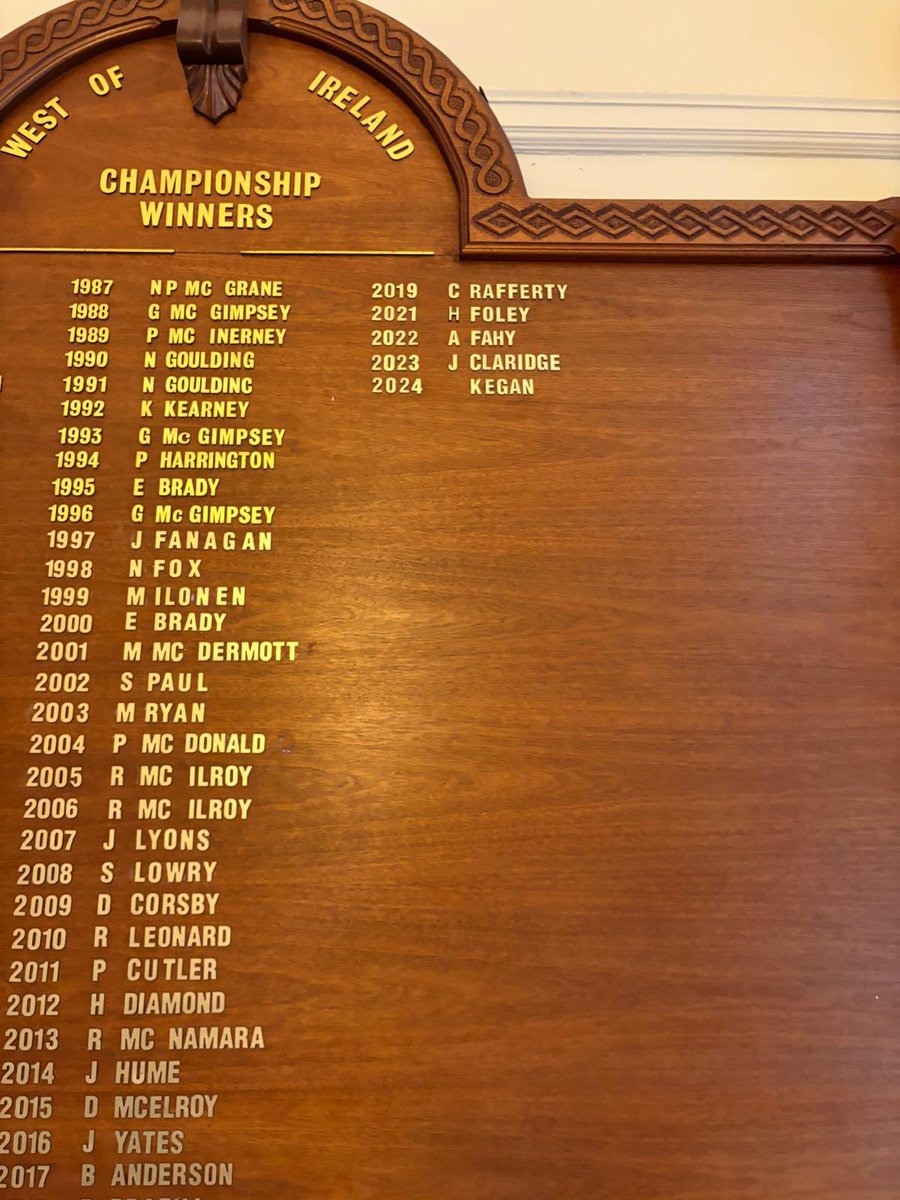 WEST OF IRELAND
CHAMPIONSHIP
WINNERS
1987 N P MC GRANE
1988 G MC GIMPSEY
1989 P MC INERNEY
1990 N GOULDING
1991 N GOULDING
1992 K KEARNEY
1993 G Mc GIMPSEY
1994 P HARRINGTON
1995 E BRADY
1996 G Mc GIMPSEY
1997 J FANAGAN
1998 N FOX
1999 M ILONEN
2000 E BRADY
2001 M MC DERMOTT
2002 S PAUL
2003 M RYAN
2004 P MC DONALD
2005 R MC ILROY
2006 R MC ILROY
2007 J LYONS
2008 S LOWRY
2009 D CORSBY
2010 R LEONARD
2011 P CUTLER
2012 H DIAMOND
2013 R MC NAMARA
2014 J HUME
2015 D MCELROY
2016 J YATES
2017 B ANDERSON
2019 C RAFFERTY
2021 H FOLEY
2022 A FAHY
2023 J CLARIDGE
2024 KEGAN